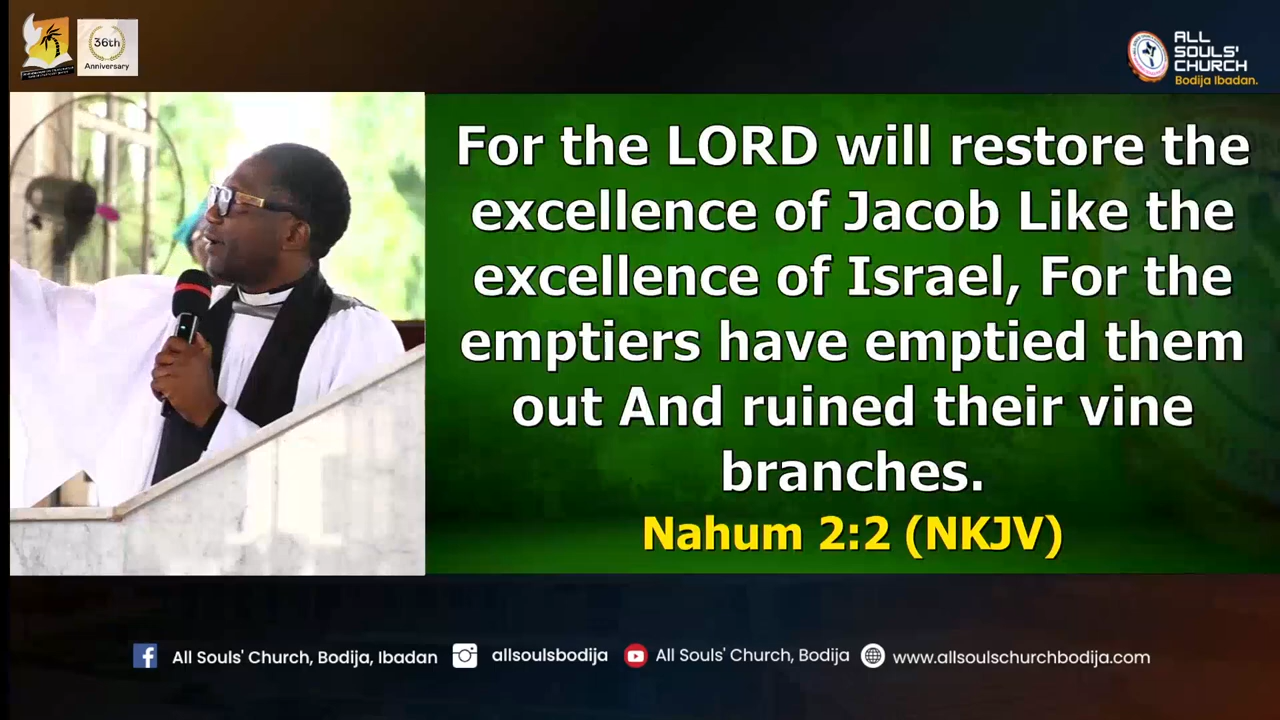 36th
Anniversary
ALL
SOULS'
CHURCH
Bodija Ibadan.
For the LORD will restore the
excellence of Jacob Like the
excellence of Israel, For the
emptiers have emptied them
out And ruined their vine
branches.
Nahum 2:2 (NKJV)
All Souls' Church, Bodija, Ibadan
allsoulsbodija
All Souls' Church, Bodija
www.allsoulschurchbodija.com